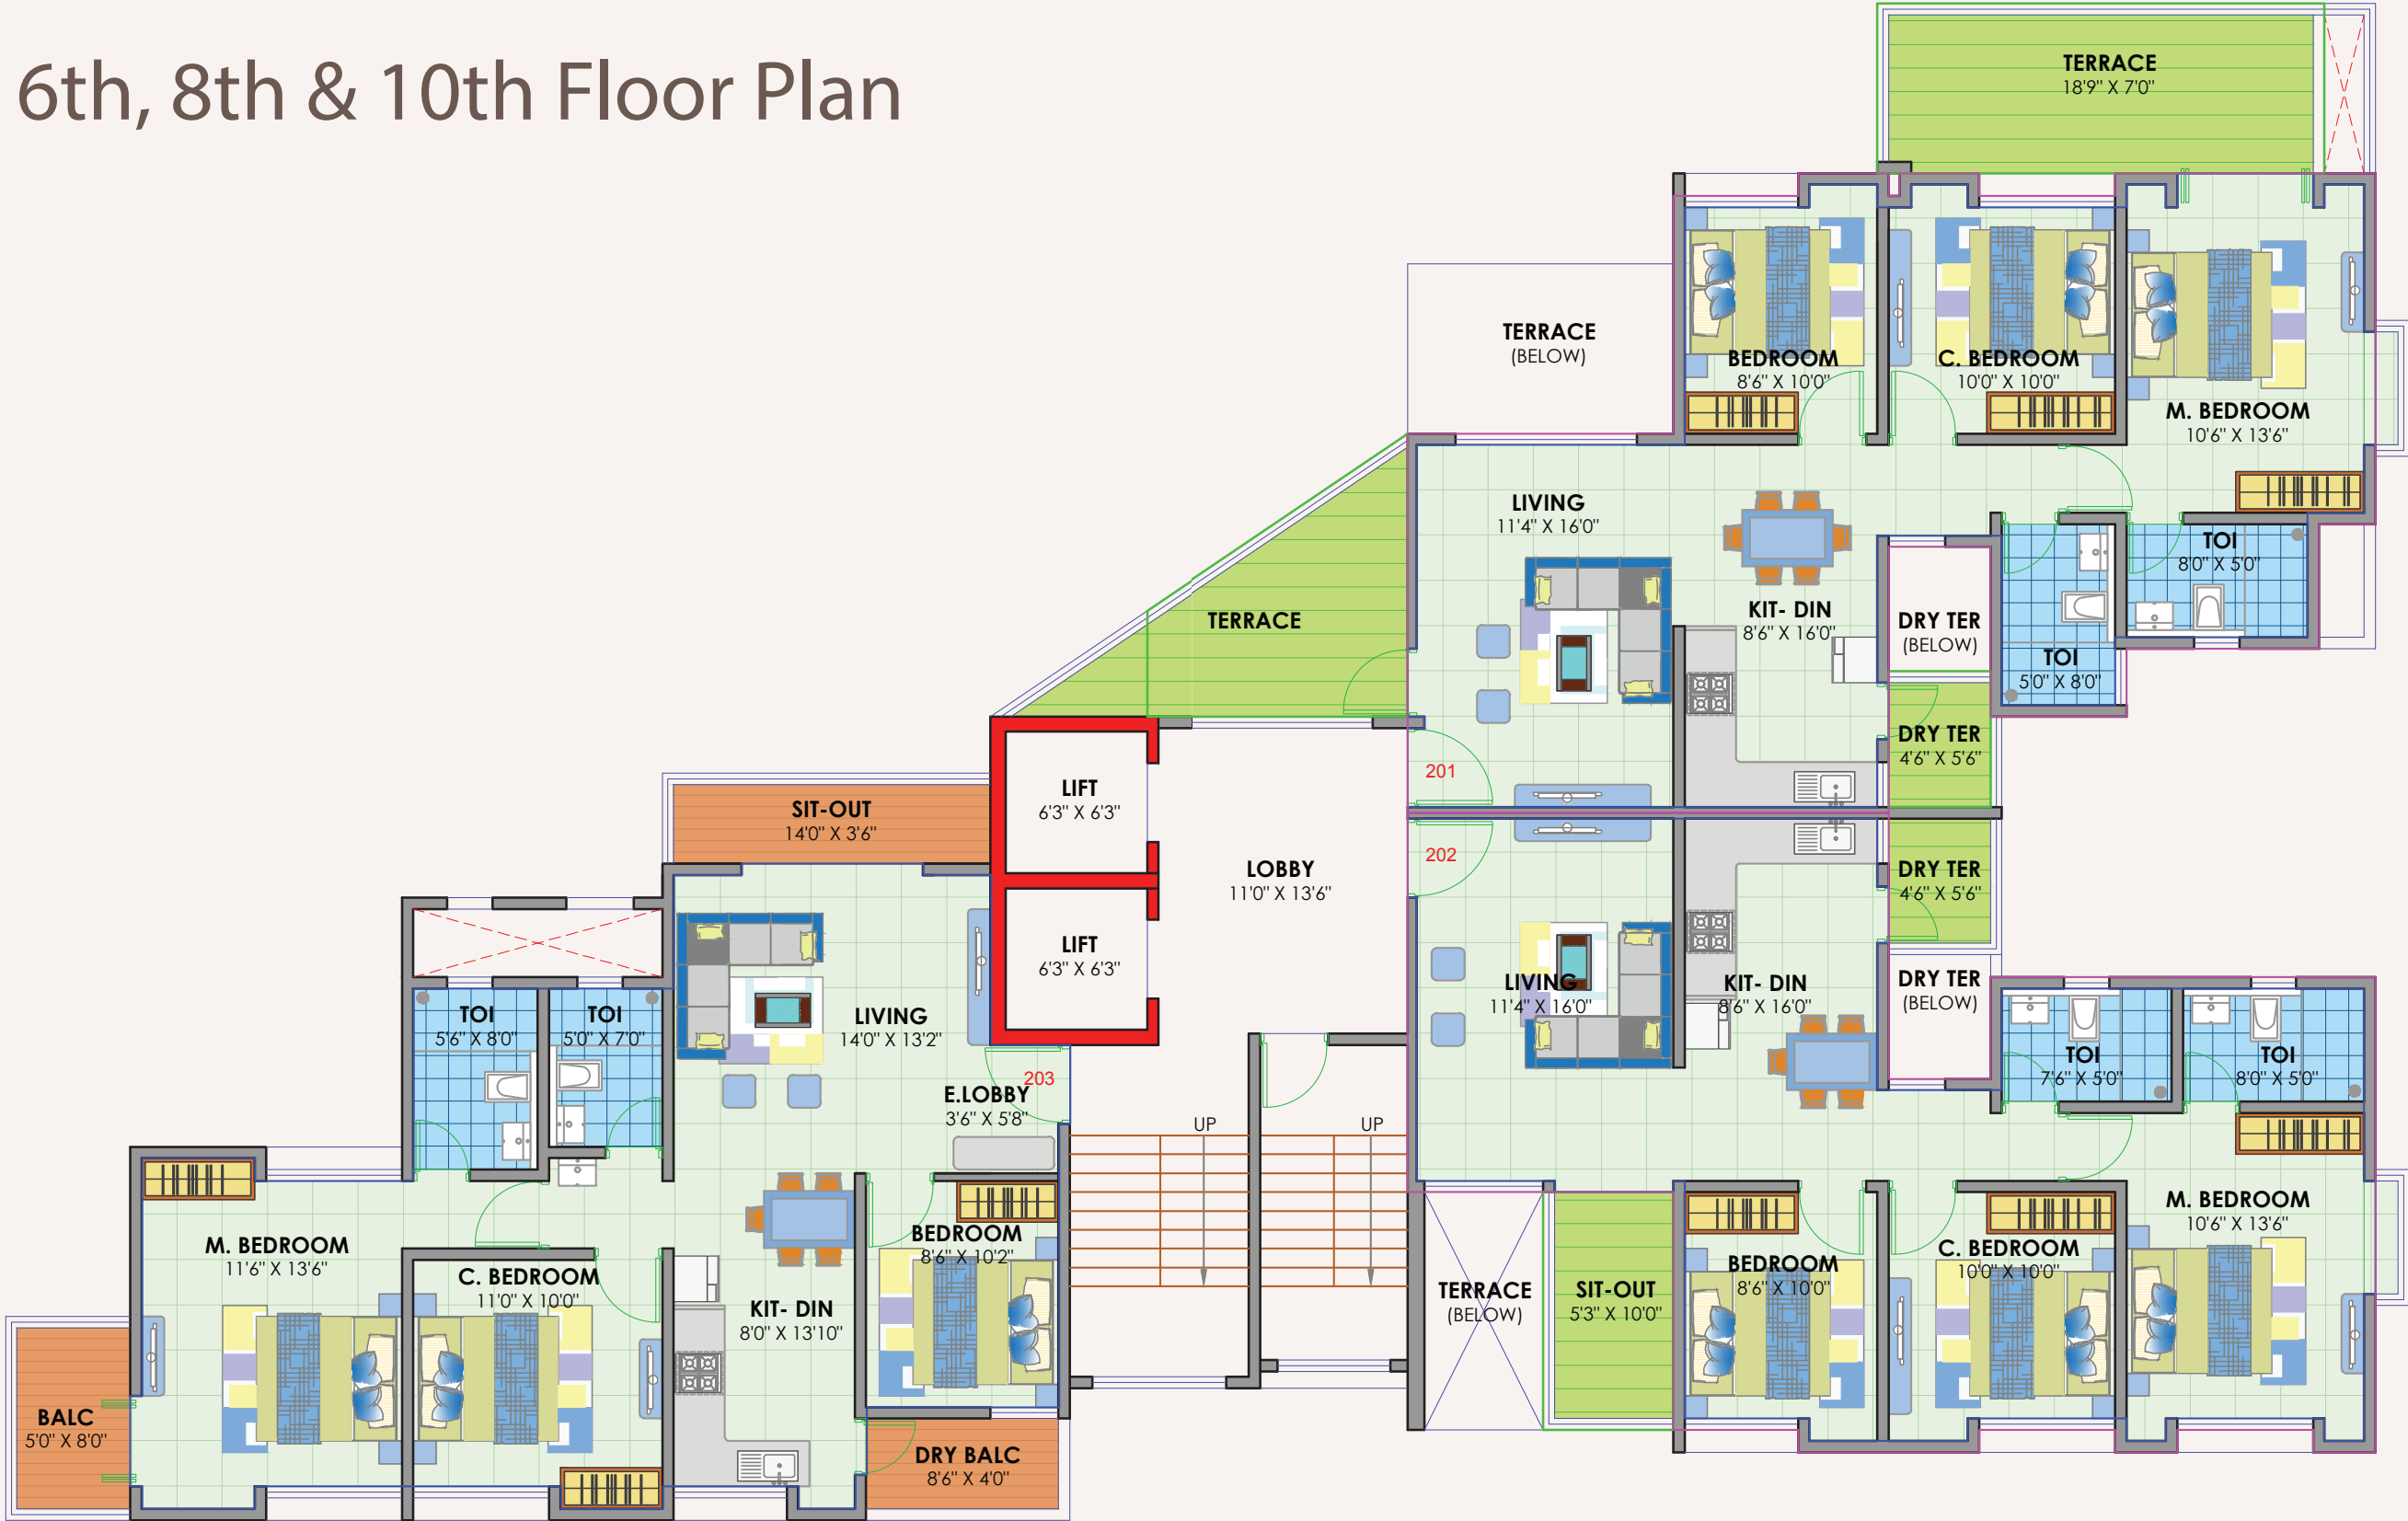 6th, 8th & 10th Floor Plan
TERRACE
18'9" X 7'0"
TERRACE
(BELOW)
BEDROOM
8'6" X 10'0"
C. BEDROOM
10'0" X 10'0"
M. BEDROOM
10'6" X 13'6"
LIVING
11'4" X 16'0"
TERRACE
KIT- DIN
8'6" X 16'0"
DRY TER
(BELOW)
TOI
8'0" X 5'0"
TOI
5'0" X 8'0"
DRY TER
4'6" X 5'6"
201
LIFT
6'3" X 6'3"
SIT-OUT
14'0" X 3'6"
LOBBY
11'0" X 13'6"
202
DRY TER
4'6" X 5'6"
LIFT
6'3" X 6'3"
LIVING
11'4" X 16'0"
KIT- DIN
8'6" X 16'0"
DRY TER
(BELOW)
TOI
5'6" X 8'0"
TOI
5'0" X 7'0"
LIVING
14'0" X 13'2"
203
E.LOBBY
3'6" X 5'8"
TOI
7'6" X 5'0"
TOI
8'0" X 5'0"
UP
UP
M. BEDROOM
11'6" X 13'6"
C. BEDROOM
11'0" X 10'0"
BEDROOM
8'6" X 10'2"
KIT- DIN
8'0" X 13'10"
TERRACE
(BELOW)
SIT-OUT
5'3" X 10'0"
BEDROOM
8'6" X 10'0"
C. BEDROOM
10'0" X 10'0"
M. BEDROOM
10'6" X 13'6"
BALC
5'0" X 8'0"
DRY BALC
8'6" X 4'0"